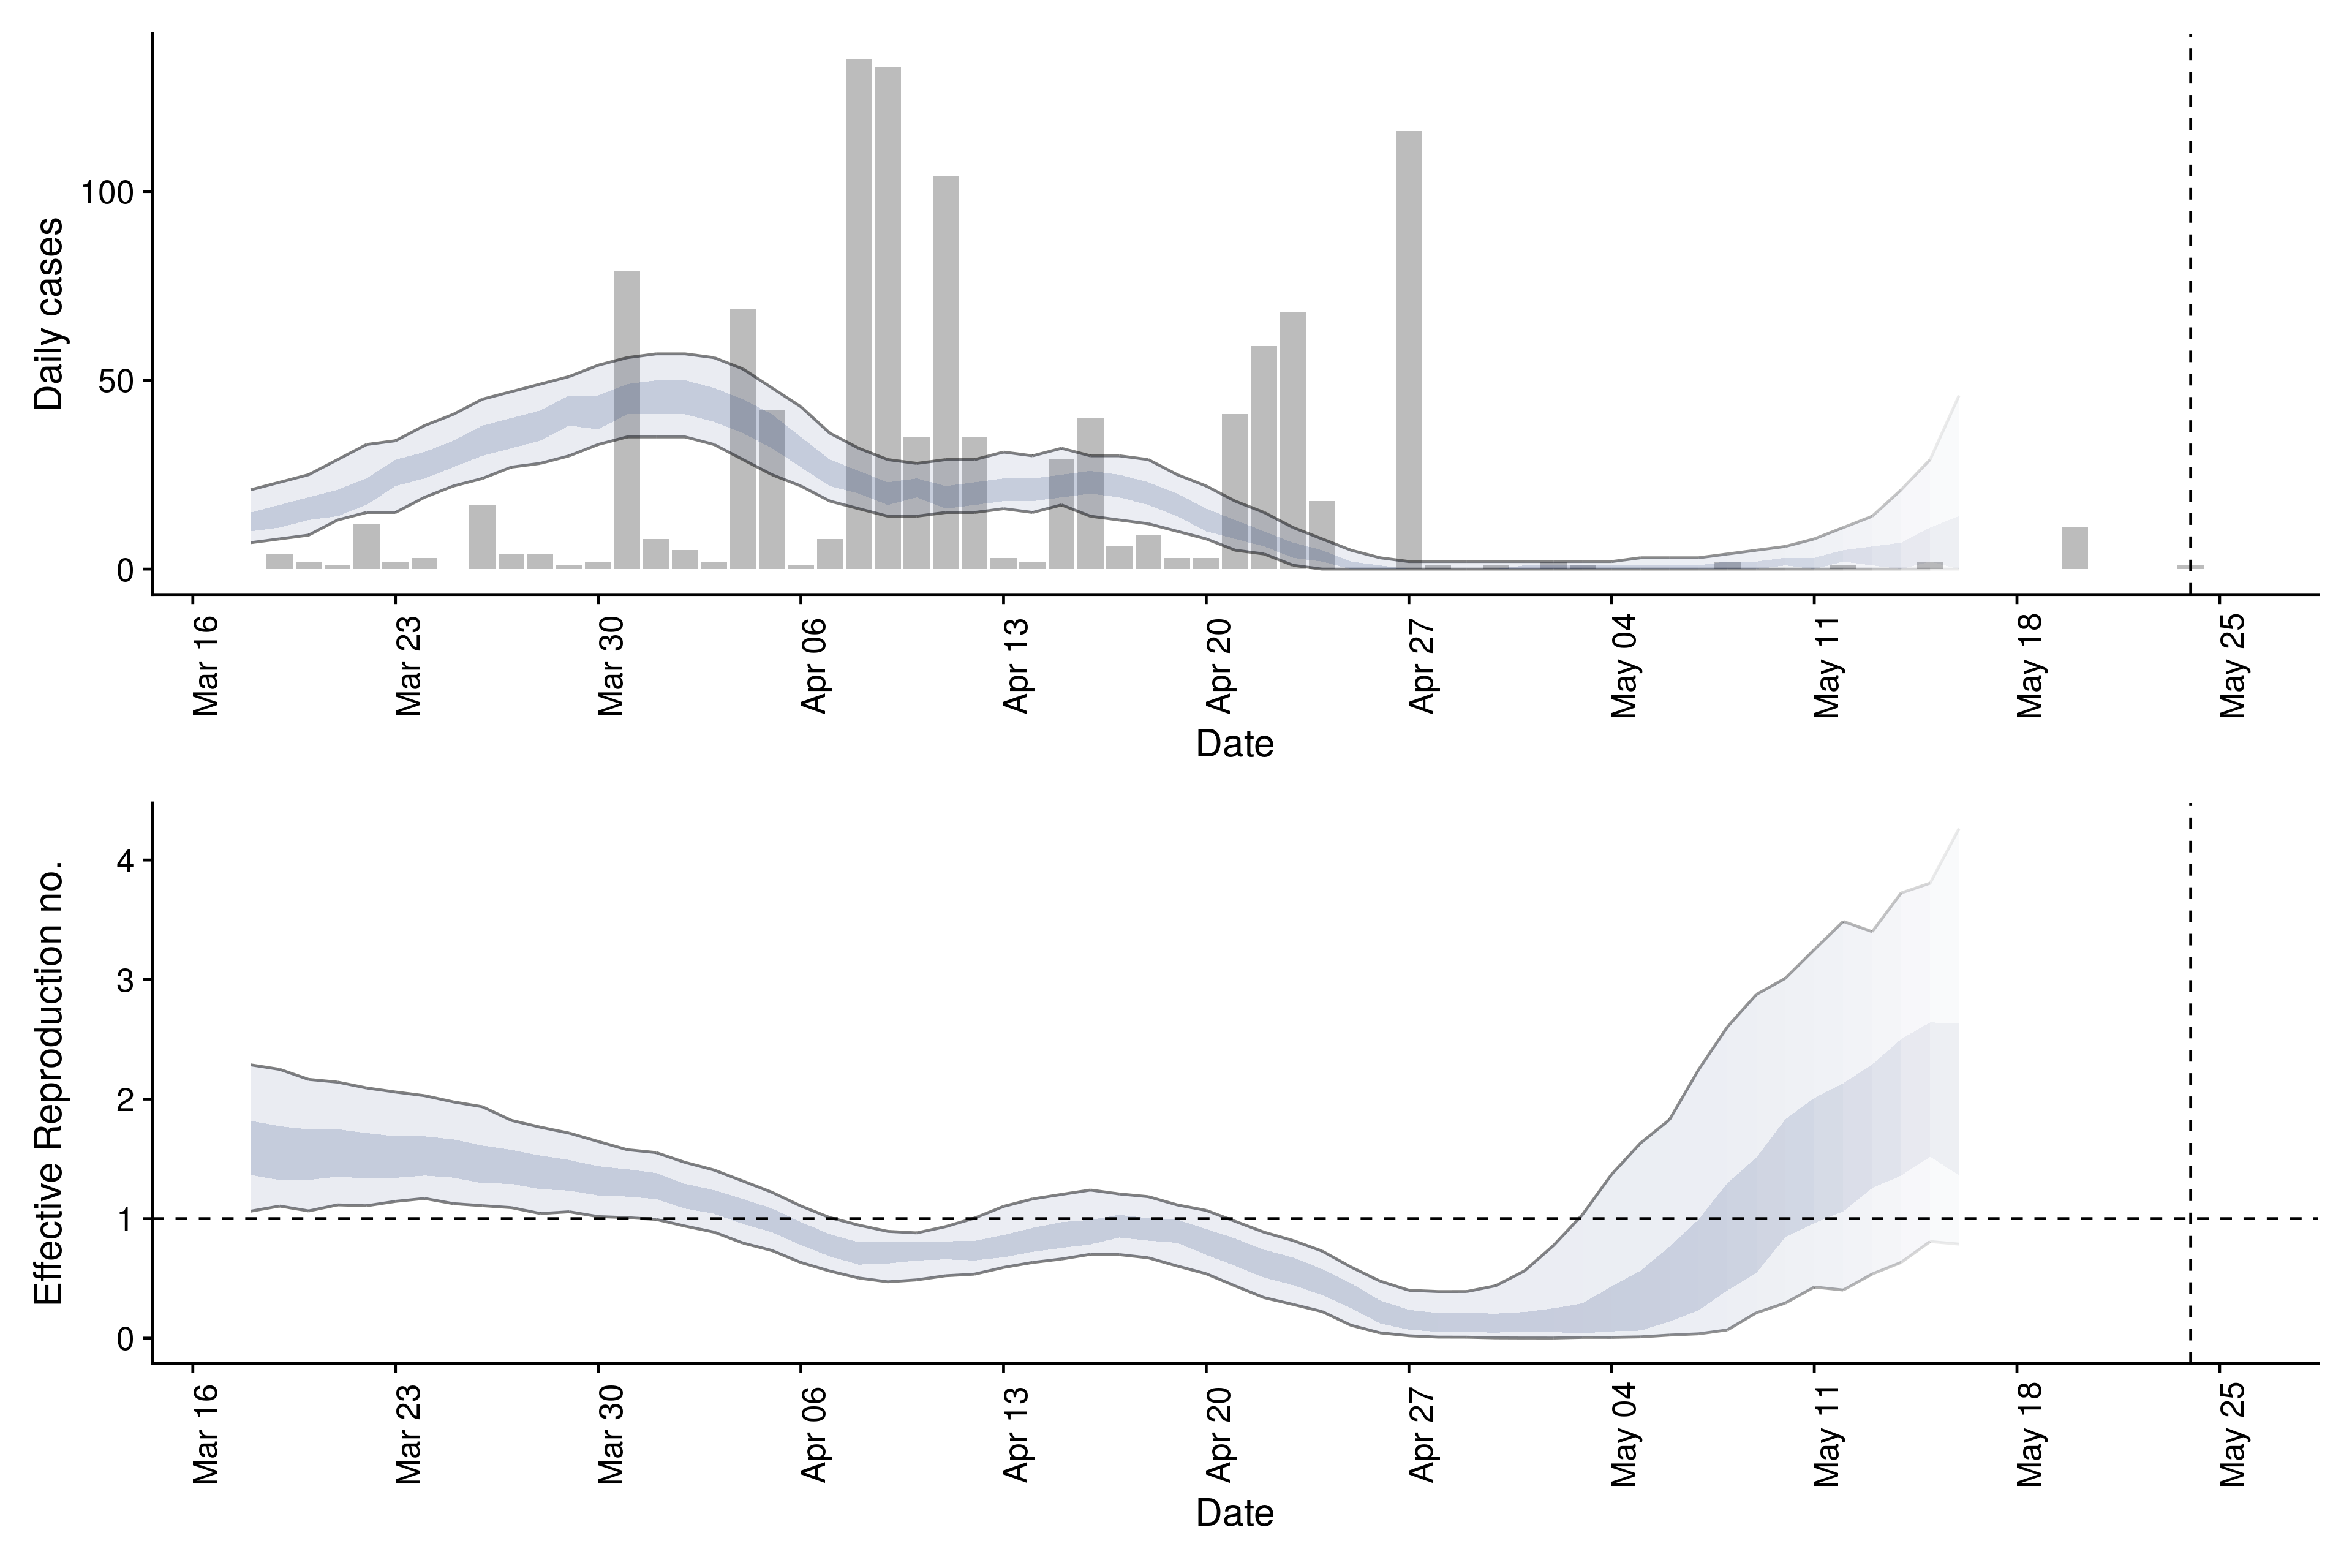 Daily cases
100
50
0
Mar 16
Mar 23
Mar 30
Apr 06
Apr 13
Apr 20
Apr 27
May 04
May 11
May 18
May 25
Date
Effective Reproduction no.
4
3
2
1
0
Mar 16
Mar 23
Mar 30
Apr 06
Apr 13
Apr 20
Apr 27
May 04
May 11
May 18
May 25
Date